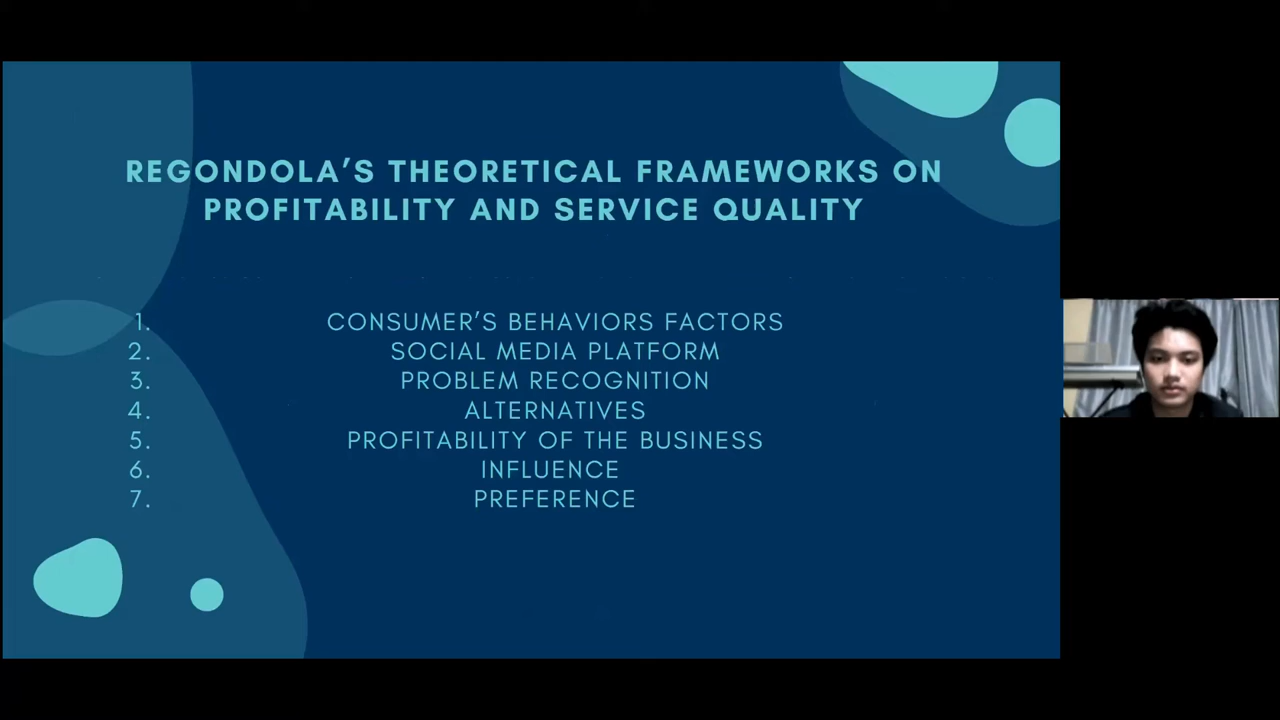 REGONDOLA'S THEORETICAL FRAMEWORKS ON
PROFITABILITY AND SERVICE QUALITY
1. CONSUMER'S BEHAVIORS FACTORS
2. SOCIAL MEDIA PLATFORM
3. PROBLEM RECOGNITION
4. ALTERNATIVES
5. PROFITABILITY OF THE BUSINESS
6. INFLUENCE
7. PREFERENCE